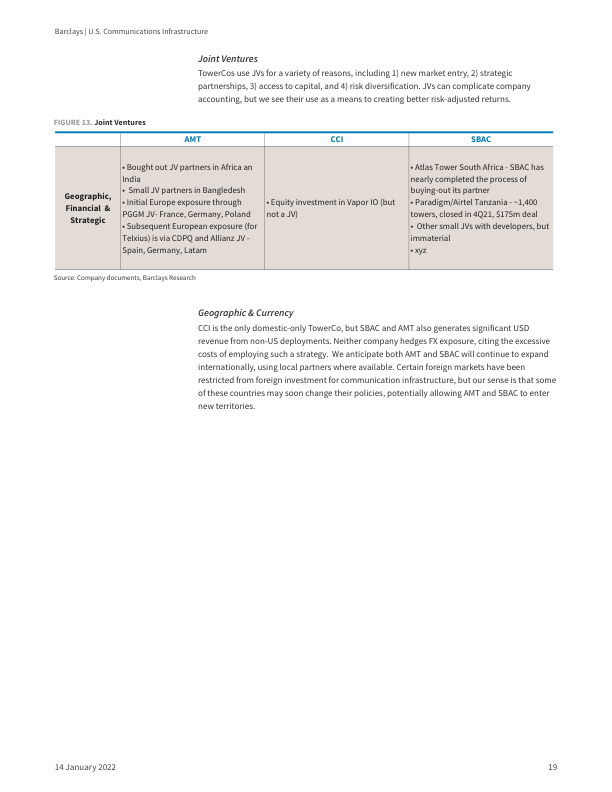 Barclays | U.S. Communications Infrastructure
Joint Ventures
TowerCos use JVs for a variety of reasons, including 1) new market entry, 2) strategic
partnerships, 3) access to capital, and 4) risk diversification. JVs can complicate company
accounting, but we see their use as a means to creating better risk-adjusted returns.
FIGURE 13. Joint Ventures
AMT
CCI
SBAC
Geographic,
Financial &
Strategic
• Bought out JV partners in Africa an
India
• Small JV partners in Bangladesh
• Initial Europe exposure through
PGGM JV- France, Germany, Poland
• Subsequent European exposure (for
Telxius) is via CDPQ and Allianz JV -
Spain, Germany, Latam
• Equity investment in Vapor IO (but
not a JV)
• Atlas Tower South Africa - SBAC has
nearly completed the process of
buying-out its partner
• Paradigm/Airtel Tanzania - ~1,400
towers, closed in 4Q21, $175m deal
• Other small JVs with developers, but
immaterial
• xyz
Source: Company documents, Barclays Research
Geographic & Currency
CCI is the only domestic-only TowerCo, but SBAC and AMT also generates significant USD
revenue from non-US deployments. Neither company hedges FX exposure, citing the excessive
costs of employing such a strategy. We anticipate both AMT and SBAC will continue to expand
internationally, using local partners where available. Certain foreign markets have been
restricted from foreign investment for communication infrastructure, but our sense is that some
of these countries may soon change their policies, potentially allowing AMT and SBAC to enter
new territories.
14 January 2022
19